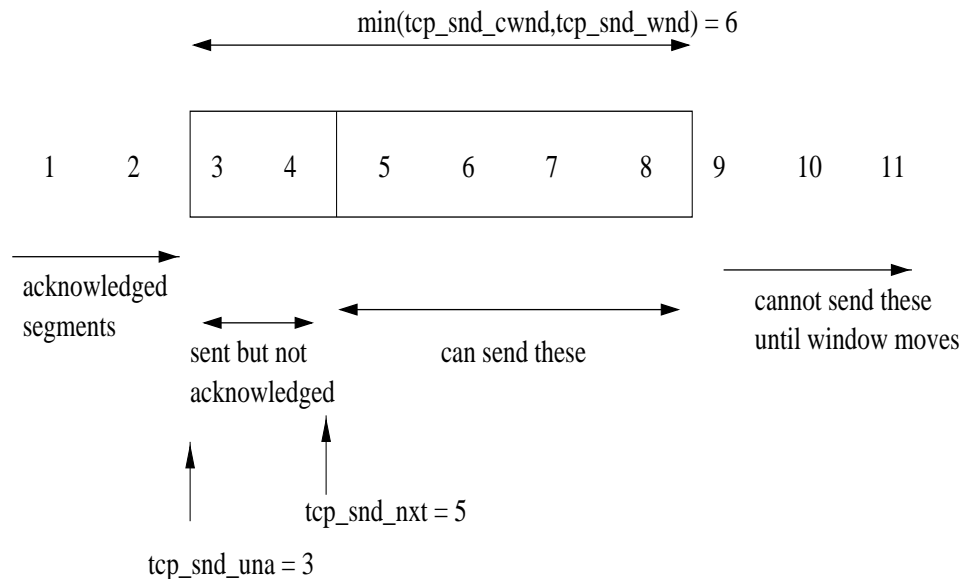 min(tcp_snd_cwnd,tcp_snd_wnd) = 6
1 2 3 4 5 6 7 8 9 10 11
acknowledged
segments
sent but not
acknowledged
can send these
cannot send these
until window moves
tcp_snd_nxt = 5
tcp_snd_una = 3